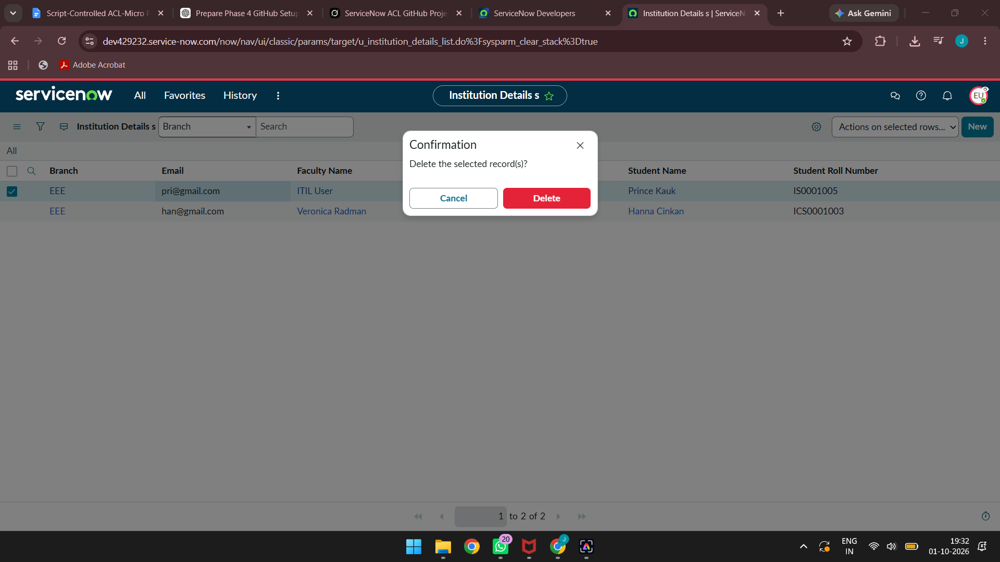 Script-Controlled ACL-Micro P
Prepare Phase 4 GitHub Setup
ServiceNow ACL GitHub Proje
ServiceNow Developers
Institution Details s | ServiceN
Ask Gemini
dev429232.service-now.com/now/nav/ui/classic/params/target/u_institution_details_list.do%3Fsysparm_clear_stack%3Dtrue
J
Adobe Acrobat
servicenow All Favorites History
Institution Details s
EU
Institution Details s Branch Search
Actions on selected rows... New
All
Confirmation
Delete the selected record(s)?
Cancel Delete
Branch Email Faculty Name Student Name Student Roll Number
EEE pri@gmail.com ITIL User Prince Kauk IS0001005
EEE han@gmail.com Veronica Radman Hanna Cinkan ICS0001003
1 to 2 of 2
20
J
ENG
IN
19:32
01-10-2026